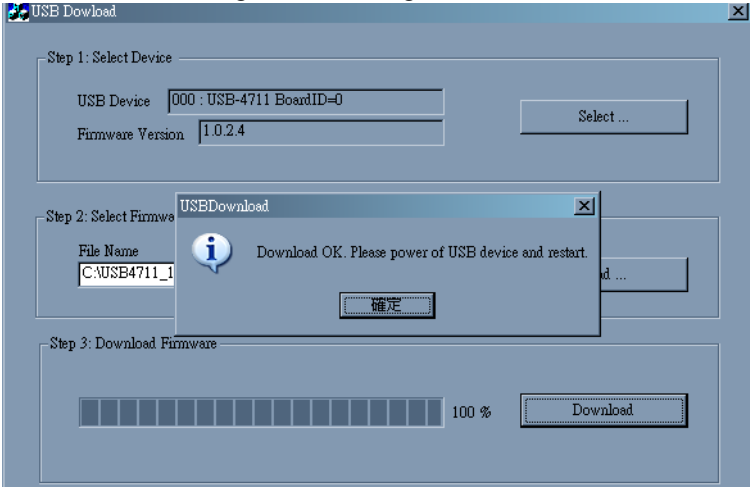 USB Dowload
Step 1: Select Device
USB Device 000 : USB-4711 BoardID=0
Select ...
Firmware Version 1.0.2.4
USBDownload
Step 2: Select
File Name
Download OK. Please power of USB device and restart.
C:\USB4711_1
...
確定
Step 3: Download Firmware
100 %
Download